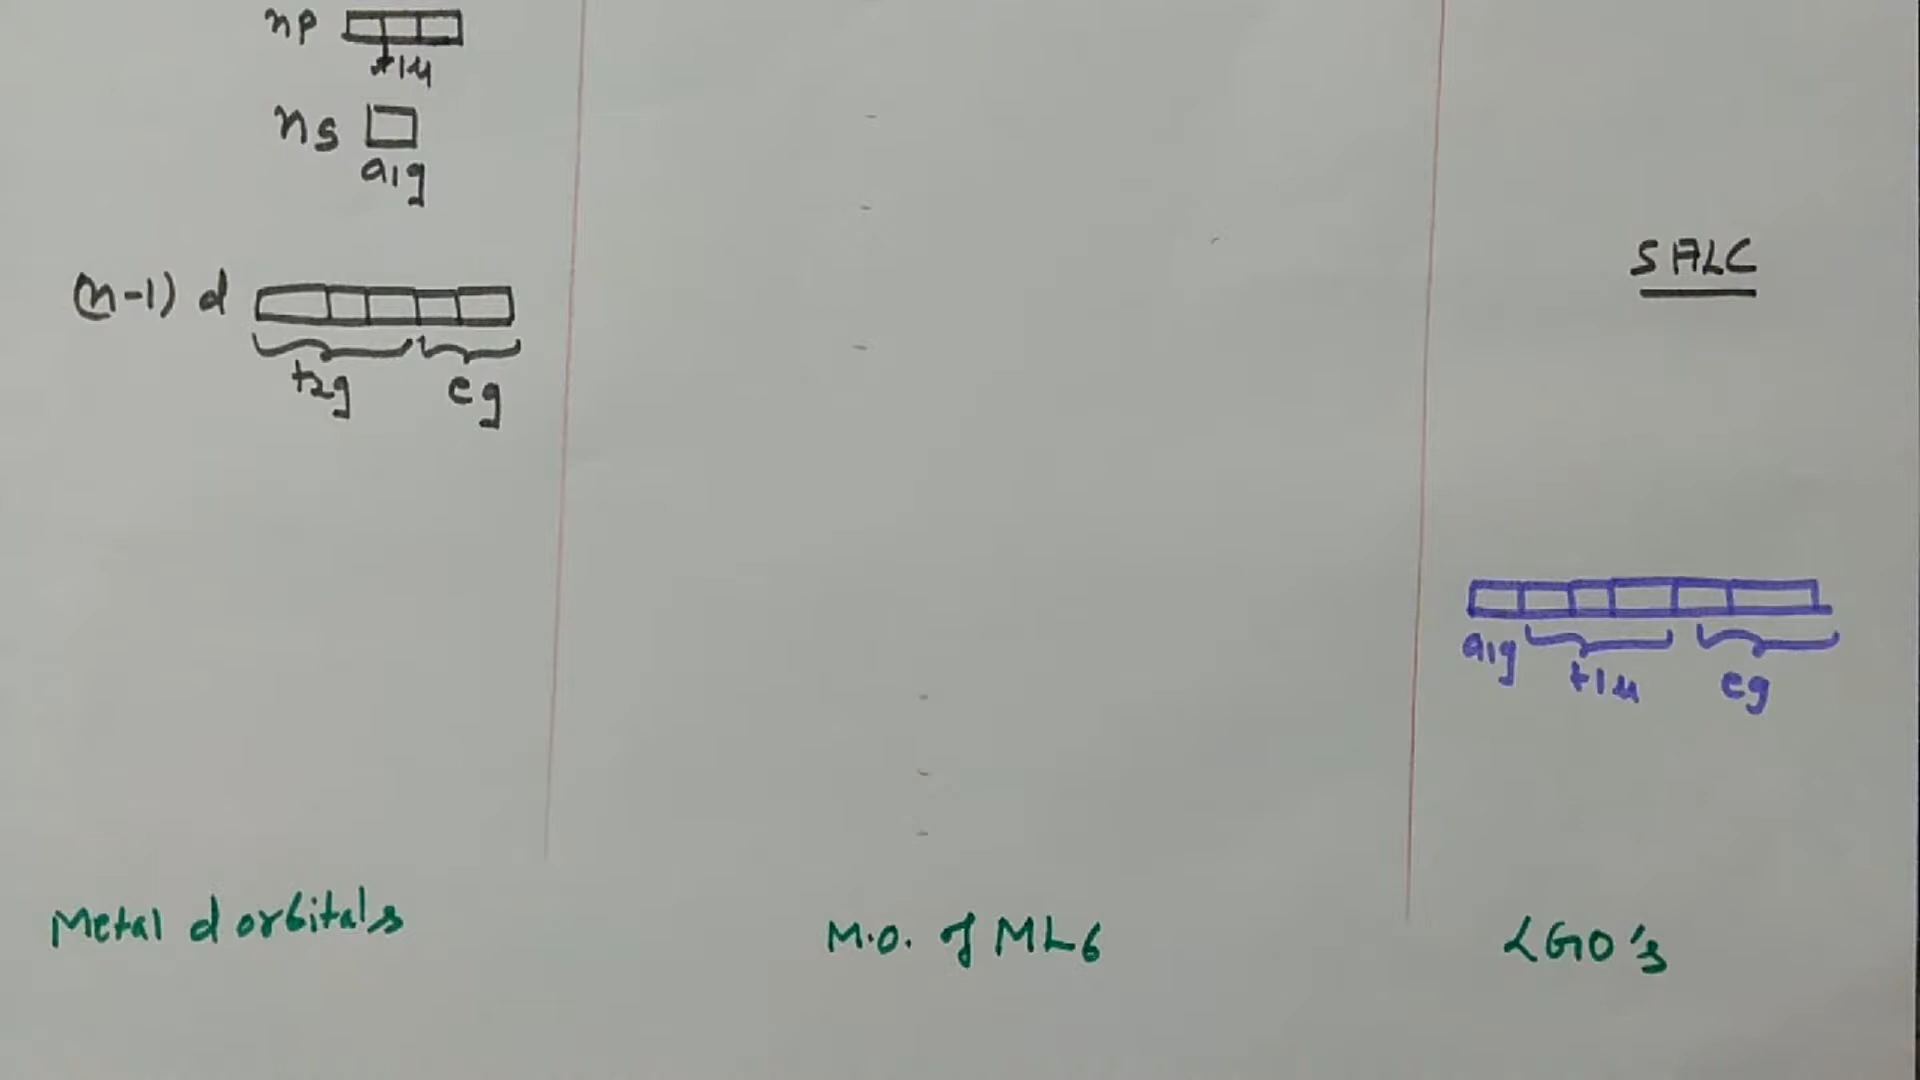 np
t1u
ns
a1g
SALC
(n-1) d
t2g eg
a1g t1u eg
Metal d orbitals
M.O. of ML6
LGO's